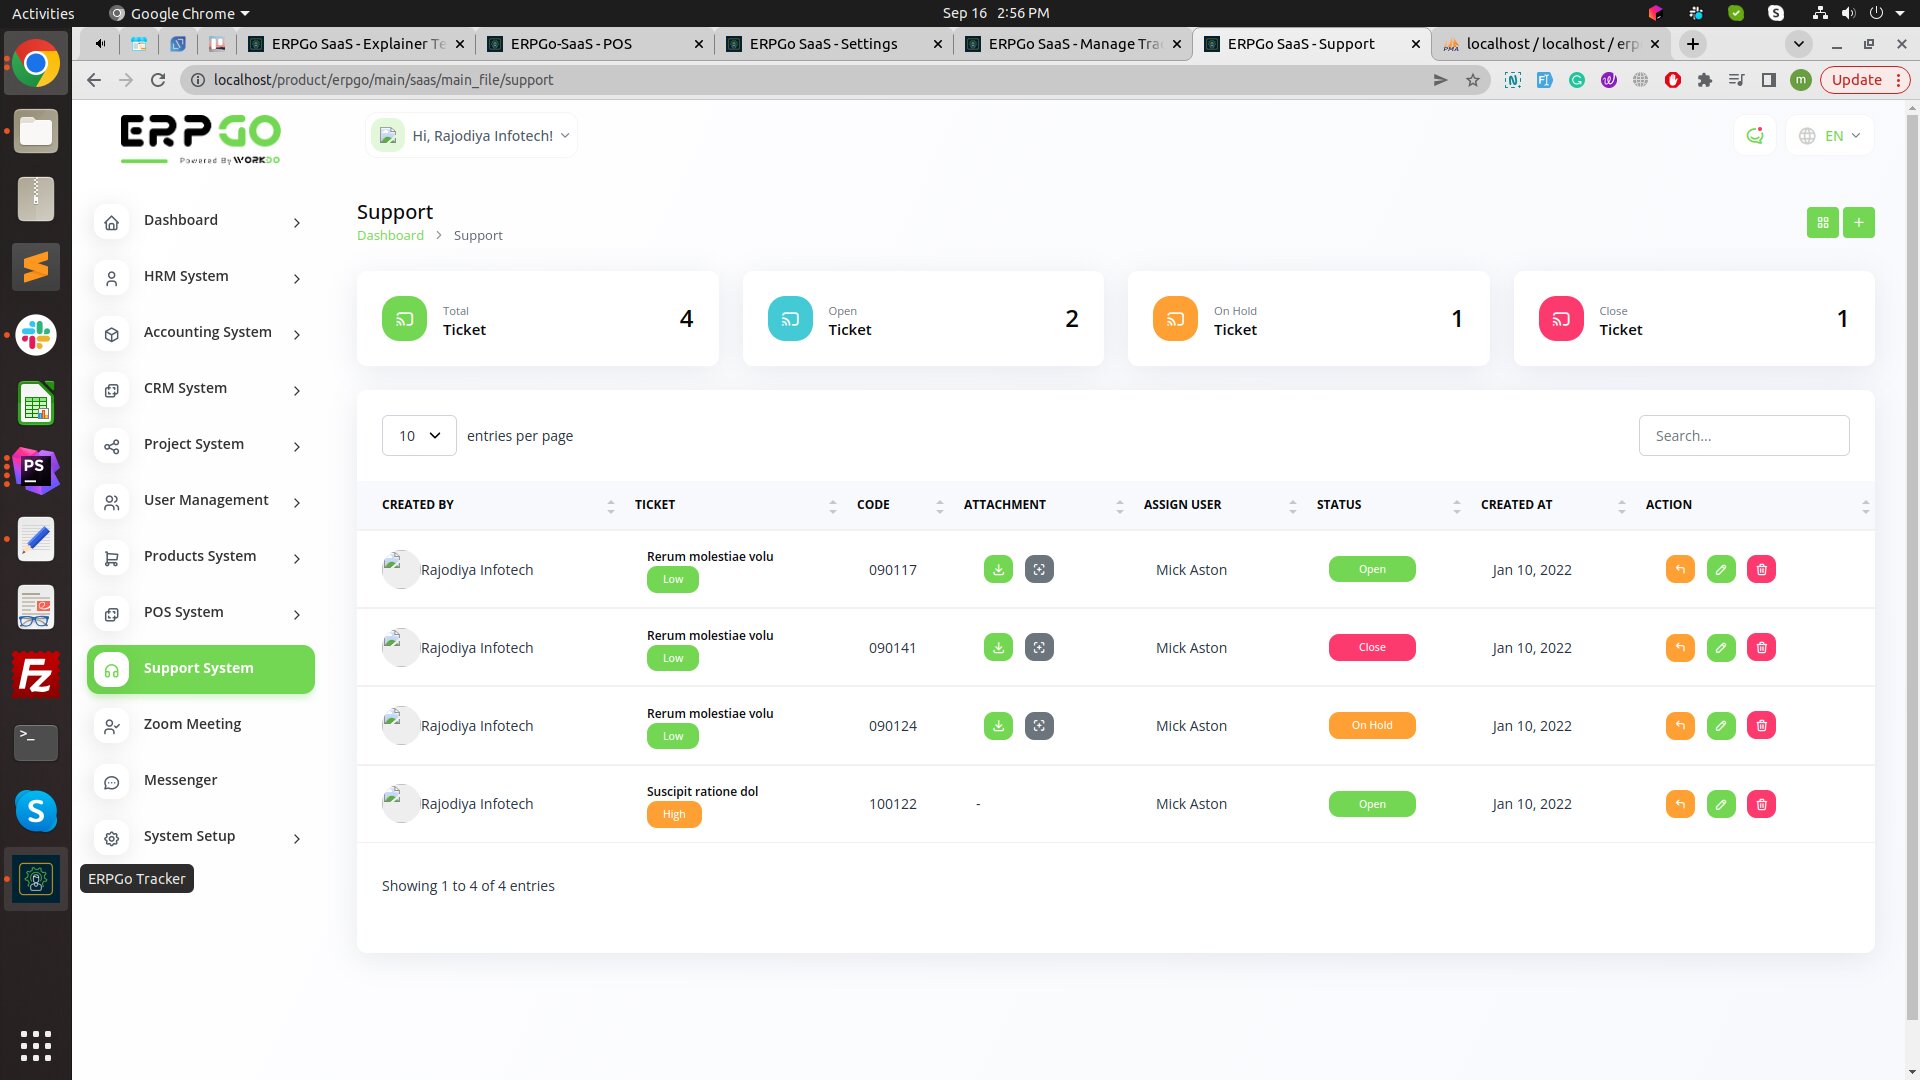 Activities
Google Chrome
Sep 16 2:56 PM
ERPGo SaaS - Explainer Te
ERPGo-SaaS - POS
ERPGo SaaS - Settings
ERPGo SaaS - Manage Tra
ERPGo SaaS - Support
localhost / localhost / erp
localhost/product/erpgo/main/saas/main_file/support
m
Update
ERPGO
Powered By WORKDO
Hi, Rajodiya Infotech!
EN
Dashboard
HRM System
Accounting System
CRM System
Project System
User Management
Products System
POS System
Support System
Zoom Meeting
Messenger
System Setup
ERPGo Tracker
Support
Dashboard > Support
Total
Ticket
4
Open
Ticket
2
On Hold
Ticket
1
Close
Ticket
1
10 entries per page
Search...
CREATED BY TICKET CODE ATTACHMENT ASSIGN USER STATUS CREATED AT ACTION
Rerum molestiae volu
Rajodiya Infotech Low 090117 Mick Aston Open Jan 10, 2022
Rerum molestiae volu
Rajodiya Infotech Low 090141 Mick Aston Close Jan 10, 2022
Rerum molestiae volu
Rajodiya Infotech Low 090124 Mick Aston On Hold Jan 10, 2022
Suscipit ratione dol
Rajodiya Infotech High 100122 - Mick Aston Open Jan 10, 2022
Showing 1 to 4 of 4 entries
PS
Fz
>_
S